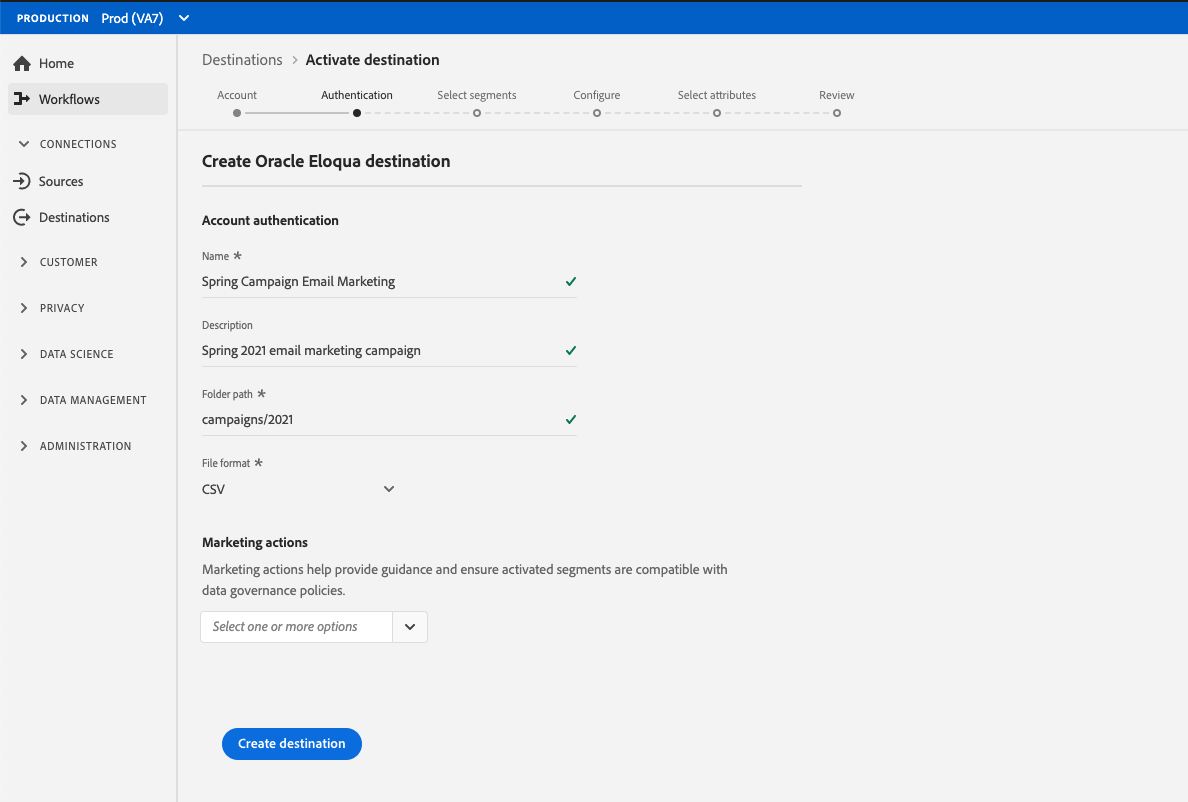 PRODUCTION Prod (VA7)
Home
Workflows
CONNECTIONS
Sources
Destinations
CUSTOMER
PRIVACY
DATA SCIENCE
DATA MANAGEMENT
ADMINISTRATION
Destinations > Activate destination
Account Authentication Select segments Configure Select attributes Review
Create Oracle Eloqua destination
Account authentication
Name *
Spring Campaign Email Marketing
Description
Spring 2021 email marketing campaign
Folder path *
campaigns/2021
File format *
CSV
Marketing actions
Marketing actions help provide guidance and ensure activated segments are compatible with
data governance policies.
Select one or more options
Create destination